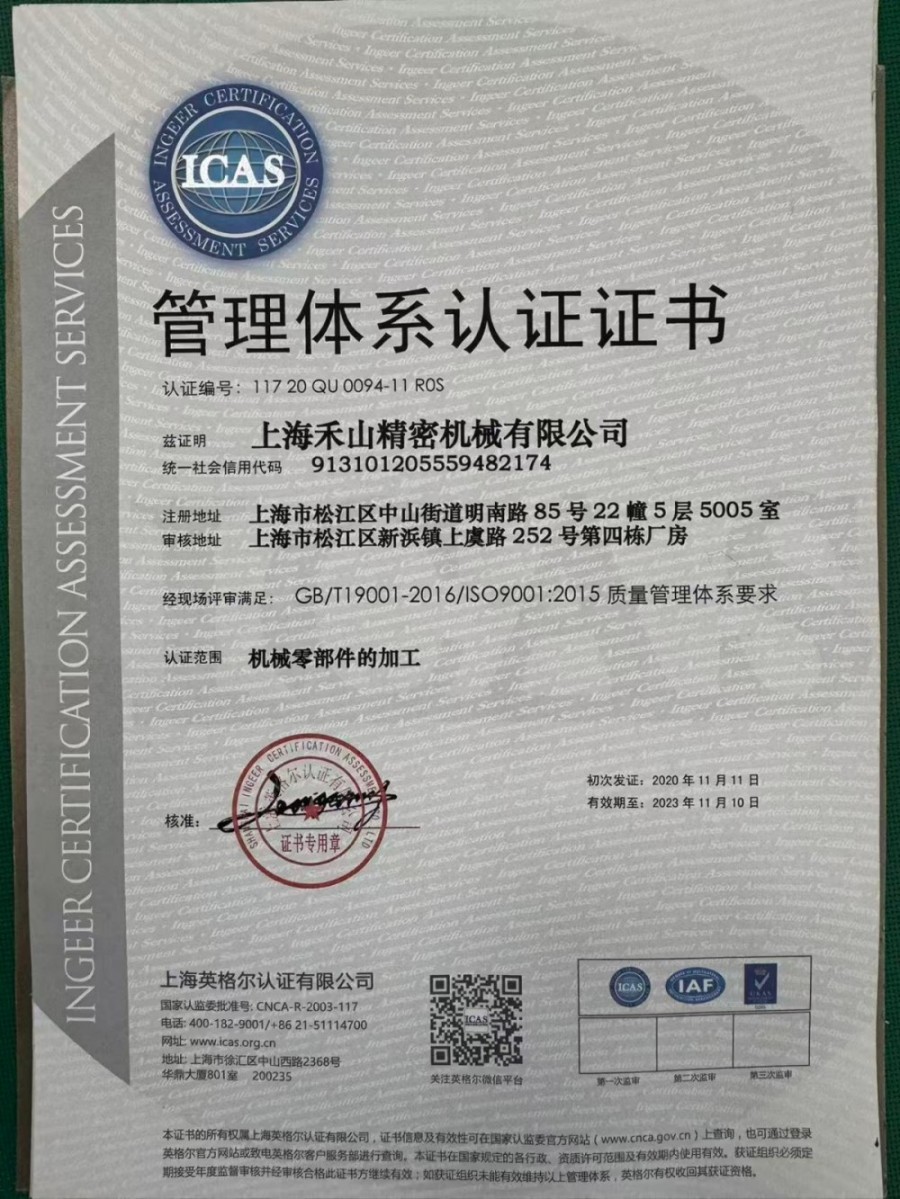 INGEER CERTIFICATION
ICAS
ASSESSMENT SERVICES
INGEER CERTIFICATION ASSESSMENT SERVICES
管理体系认证证书
认证编号：117 20 QU 0094-11 R0S
兹证明 上海禾山精密机械有限公司
统一社会信用代码 913101205559482174
注册地址 上海市松江区中山街道明南路 85 号 22 幢 5 层 5005 室
审核地址 上海市松江区新浜镇上虞路 252 号第四栋厂房
经现场评审满足： GB/T19001-2016/ISO9001:2015 质量管理体系要求
认证范围 机械零部件的加工
初次发证：2020 年 11 月 11 日
有效期至：2023 年 11 月 10 日
核准：
证书专用章
上海英格尔认证有限公司
国家认监委批准号: CNCA-R-2003-117
电话: 400-182-9001/+86 21-51114700
网址: www.icas.org.cn
地址: 上海市徐汇区中山西路2368号
华鼎大厦801室 200235
ICAS
关注英格尔微信平台
ICAS
IAF
UKAS
第一次监审 第二次监审 第三次监审
本证书的所有权属上海英格尔认证有限公司，证书信息及有效性可在国家认监委官方网站（www.cnca.gov.cn）上查询，也可通过登录
英格尔官方网站或致电英格尔客户服务部进行查询。本证书在国家规定的各行政、资质许可范围及有效期内使用有效。获证组织必须定
期接受年度监督审核并经审核合格此证书方继续有效；如获证组织未能有效维持以上管理体系，英格尔有权收回其获证资格。